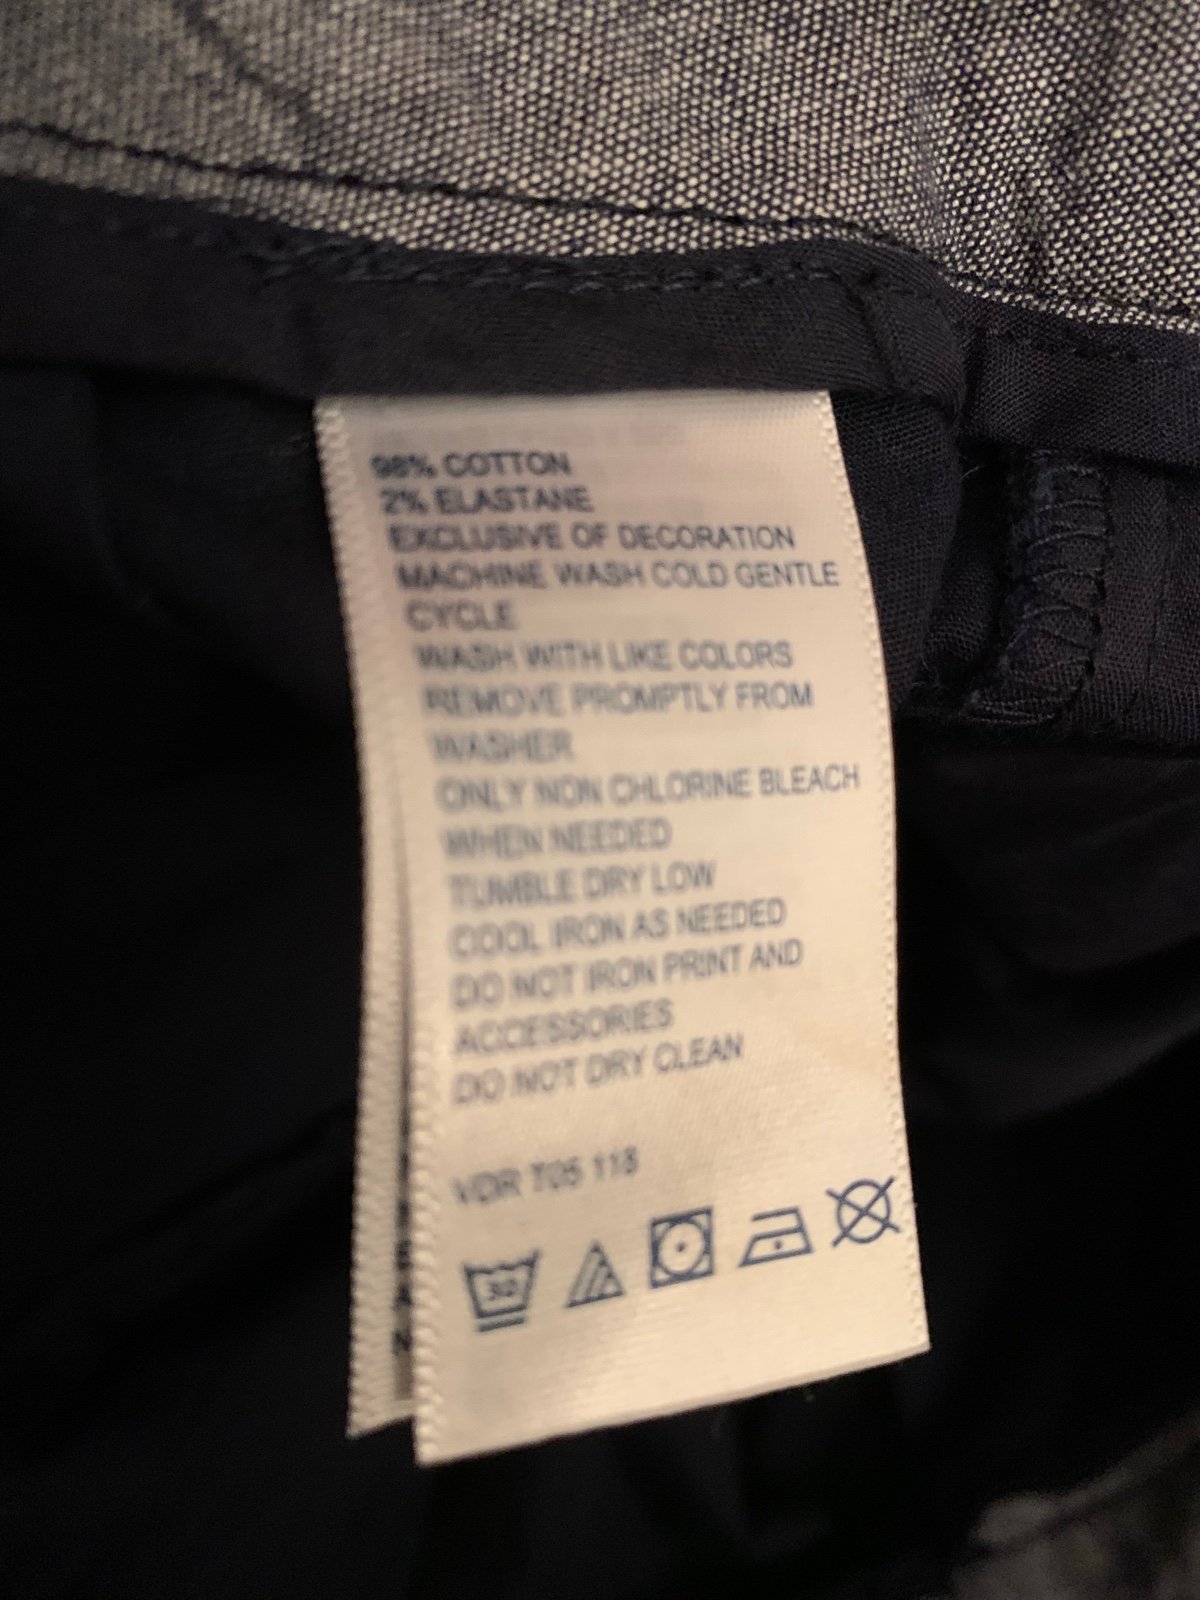 98% COTTON
2% ELASTANE
EXCLUSIVE OF DECORATION
MACHINE WASH COLD GENTLE
CYCLE
WASH WITH LIKE COLORS
REMOVE PROMPTLY FROM
WASHER
ONLY NON CHLORINE BLEACH
WHEN NEEDED
TUMBLE DRY LOW
COOL IRON AS NEEDED
DO NOT IRON PRINT AND
ACCESSORIES
DO NOT DRY CLEAN
VDR T05 118
30